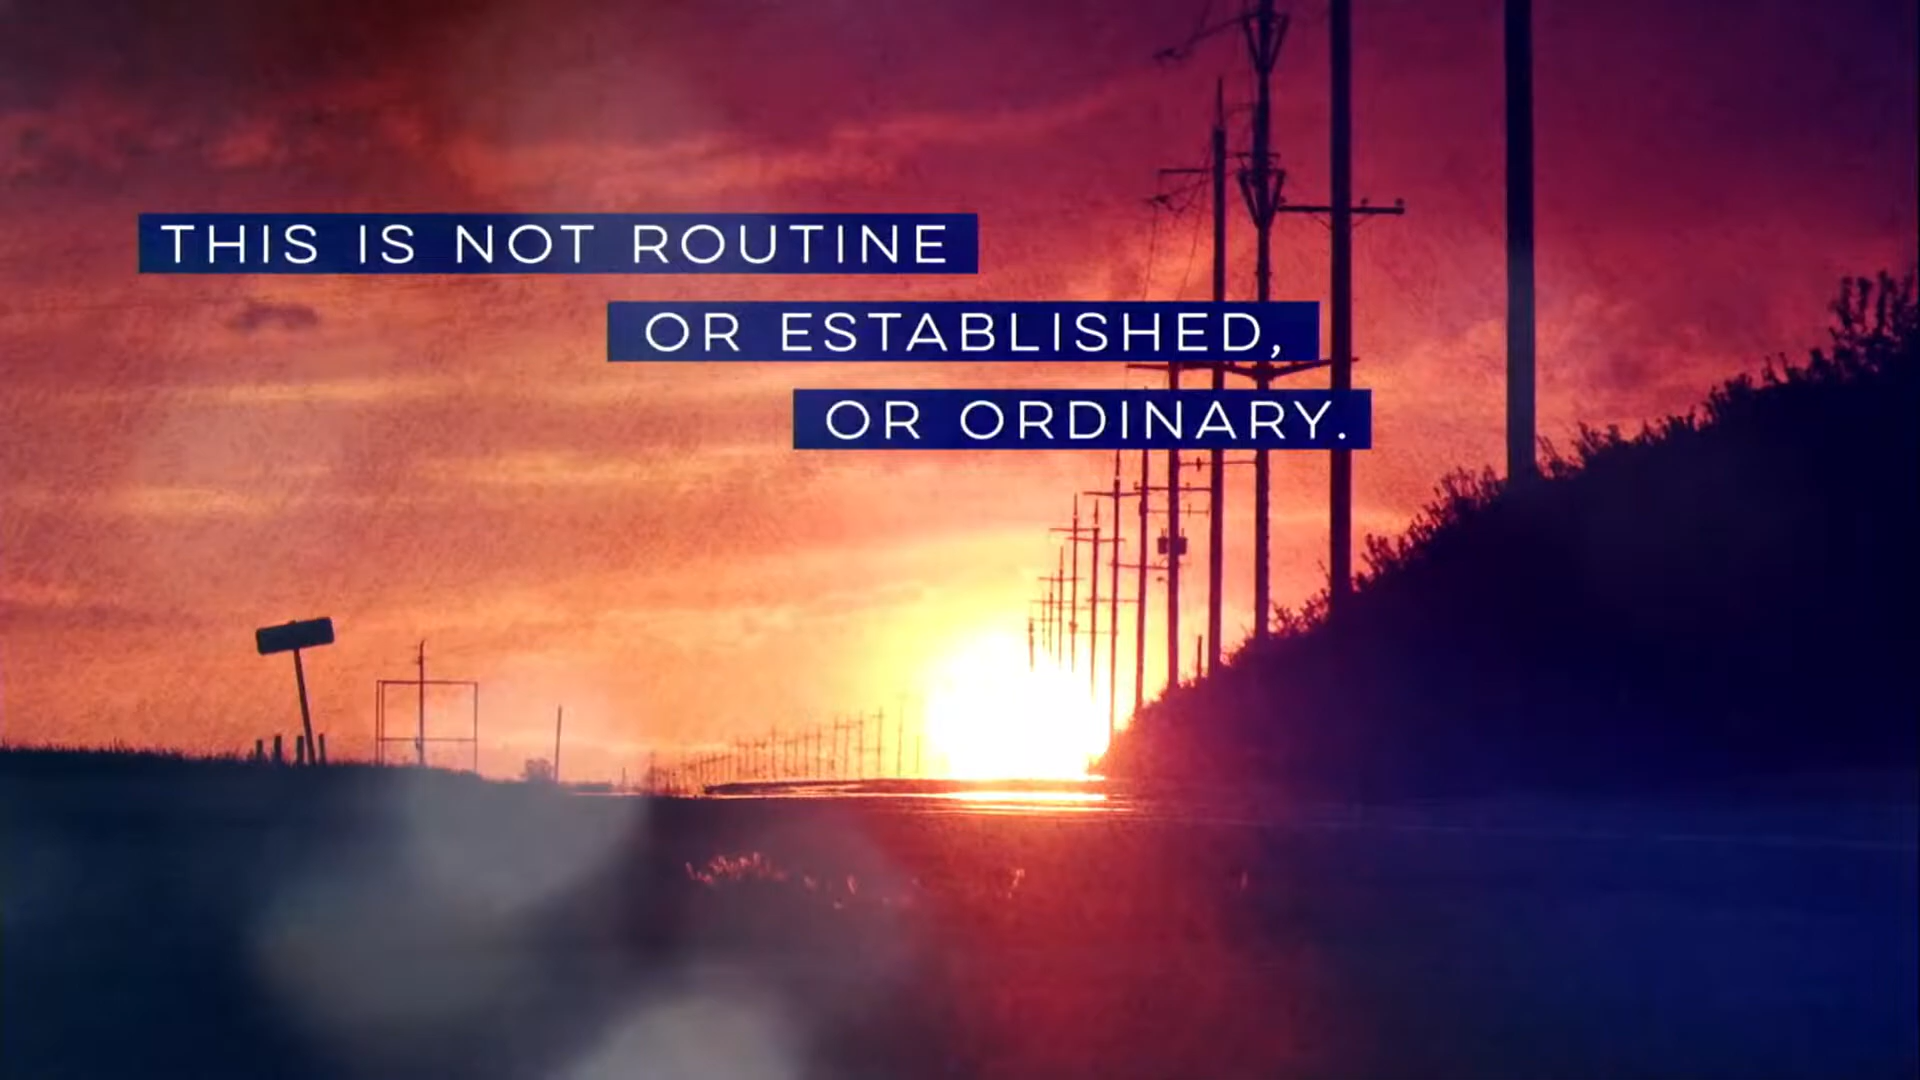 THIS IS NOT ROUTINE
OR ESTABLISHED,
OR ORDINARY.